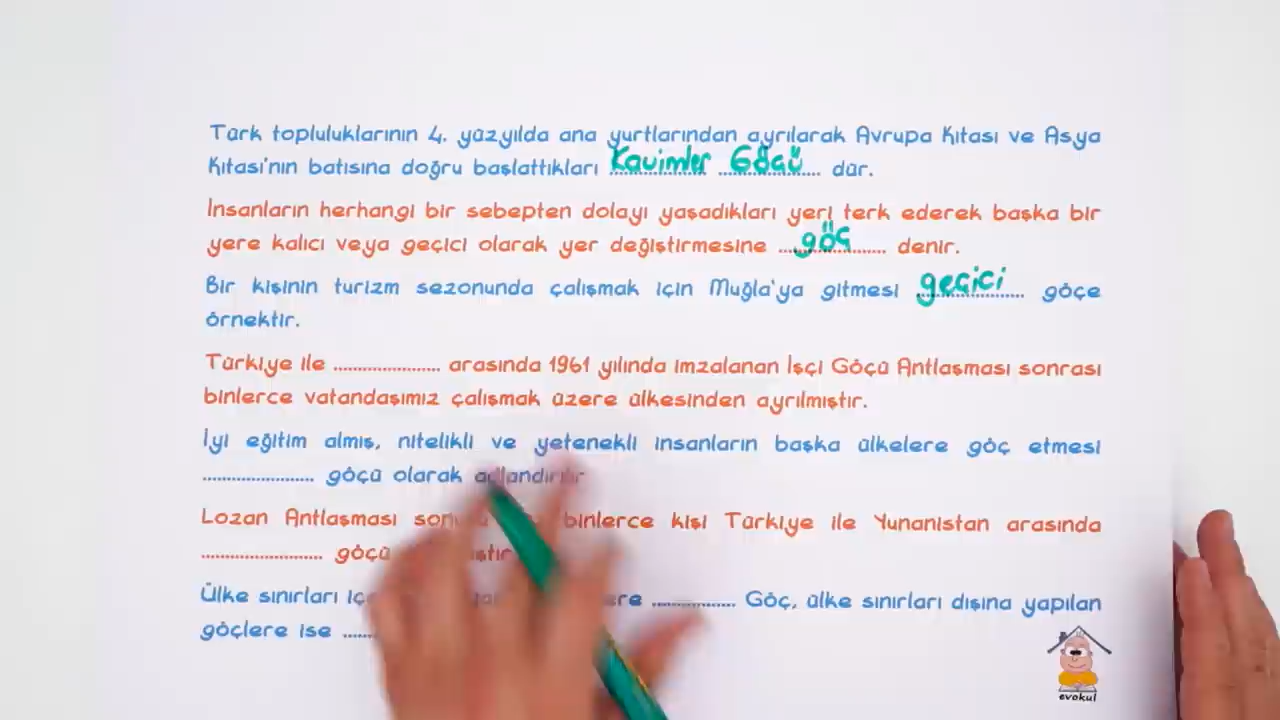 Türk topluluklarının 4. yüzyılda ana yurtlarından ayrılarak Avrupa Kıtası ve Asya
Kıtası'nın batısına doğru başlattıkları Kavimler Göçü dür.
İnsanların herhangi bir sebepten dolayı yaşadıkları yeri terk ederek başka bir
yere kalıcı veya geçici olarak yer değiştirmesine göç denir.
Bir kişinin turizm sezonunda çalışmak için Muğla'ya gitmesi geçici göçe
örnektir.
Türkiye ile .................... arasında 1961 yılında imzalanan İşçi Göçü Antlaşması sonrası
binlerce vatandaşımız çalışmak üzere ülkesinden ayrılmıştır.
İyi eğitim almış, nitelikli ve yetenekli insanların başka ülkelere göç etmesi
..................... göçü olarak adlandırılır
Lozan Antlaşması binlerce kişi Türkiye ile Yunanistan arasında
....................... göçü
Ülke sınırları ................ Göç, ülke sınırları dışına yapılan
göçlere ise ......
evokul